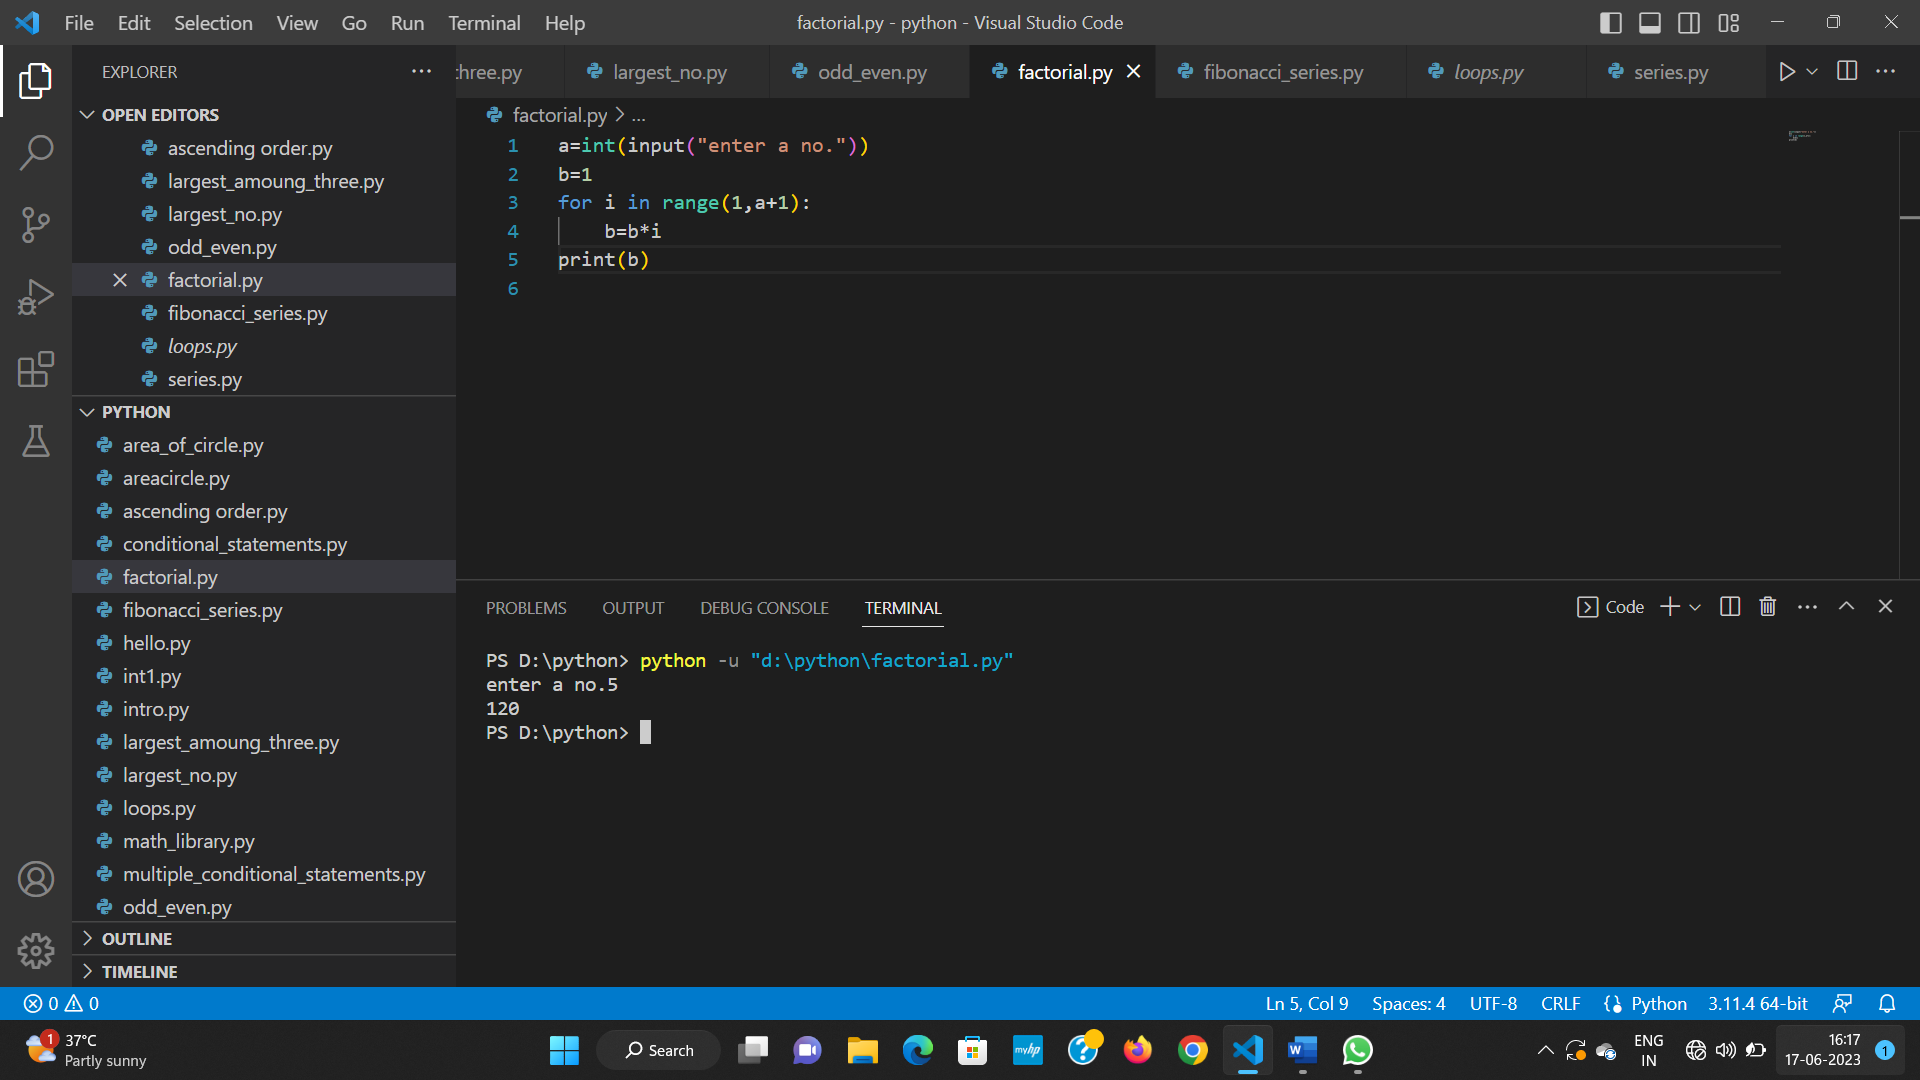 File Edit Selection View Go Run Terminal Help
factorial.py - python - Visual Studio Code
EXPLORER
OPEN EDITORS
ascending order.py
largest_amoung_three.py
largest_no.py
odd_even.py
factorial.py
fibonacci_series.py
loops.py
series.py
PYTHON
area_of_circle.py
areacircle.py
ascending order.py
conditional_statements.py
factorial.py
fibonacci_series.py
hello.py
int1.py
intro.py
largest_amoung_three.py
largest_no.py
loops.py
math_library.py
multiple_conditional_statements.py
odd_even.py
OUTLINE
TIMELINE
three.py largest_no.py odd_even.py factorial.py fibonacci_series.py loops.py series.py
factorial.py > ...
1 a=int(input("enter a no."))
2 b=1
3 for i in range(1,a+1):
4 b=b*i
5 print(b)
6
PROBLEMS OUTPUT DEBUG CONSOLE TERMINAL
Code
PS D:\python> python -u "d:\python\factorial.py"
enter a no.5
120
PS D:\python>
0 0
Ln 5, Col 9 Spaces: 4 UTF-8 CRLF Python 3.11.4 64-bit
1
37°C
Partly sunny
Search
myhp
W
ENG
IN
16:17
17-06-2023
1